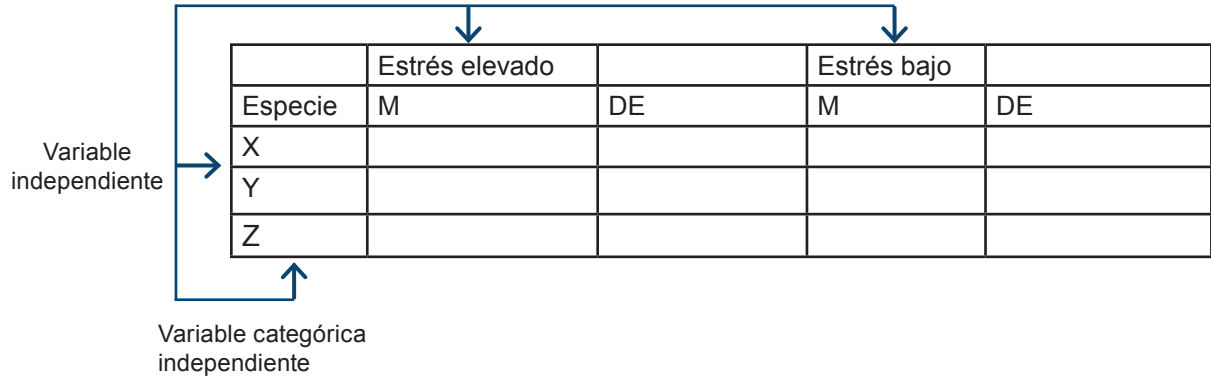 Estrés elevado Estrés bajo
Especie M DE M DE
X
Y
Z
Variable
independiente
Variable categórica
independiente